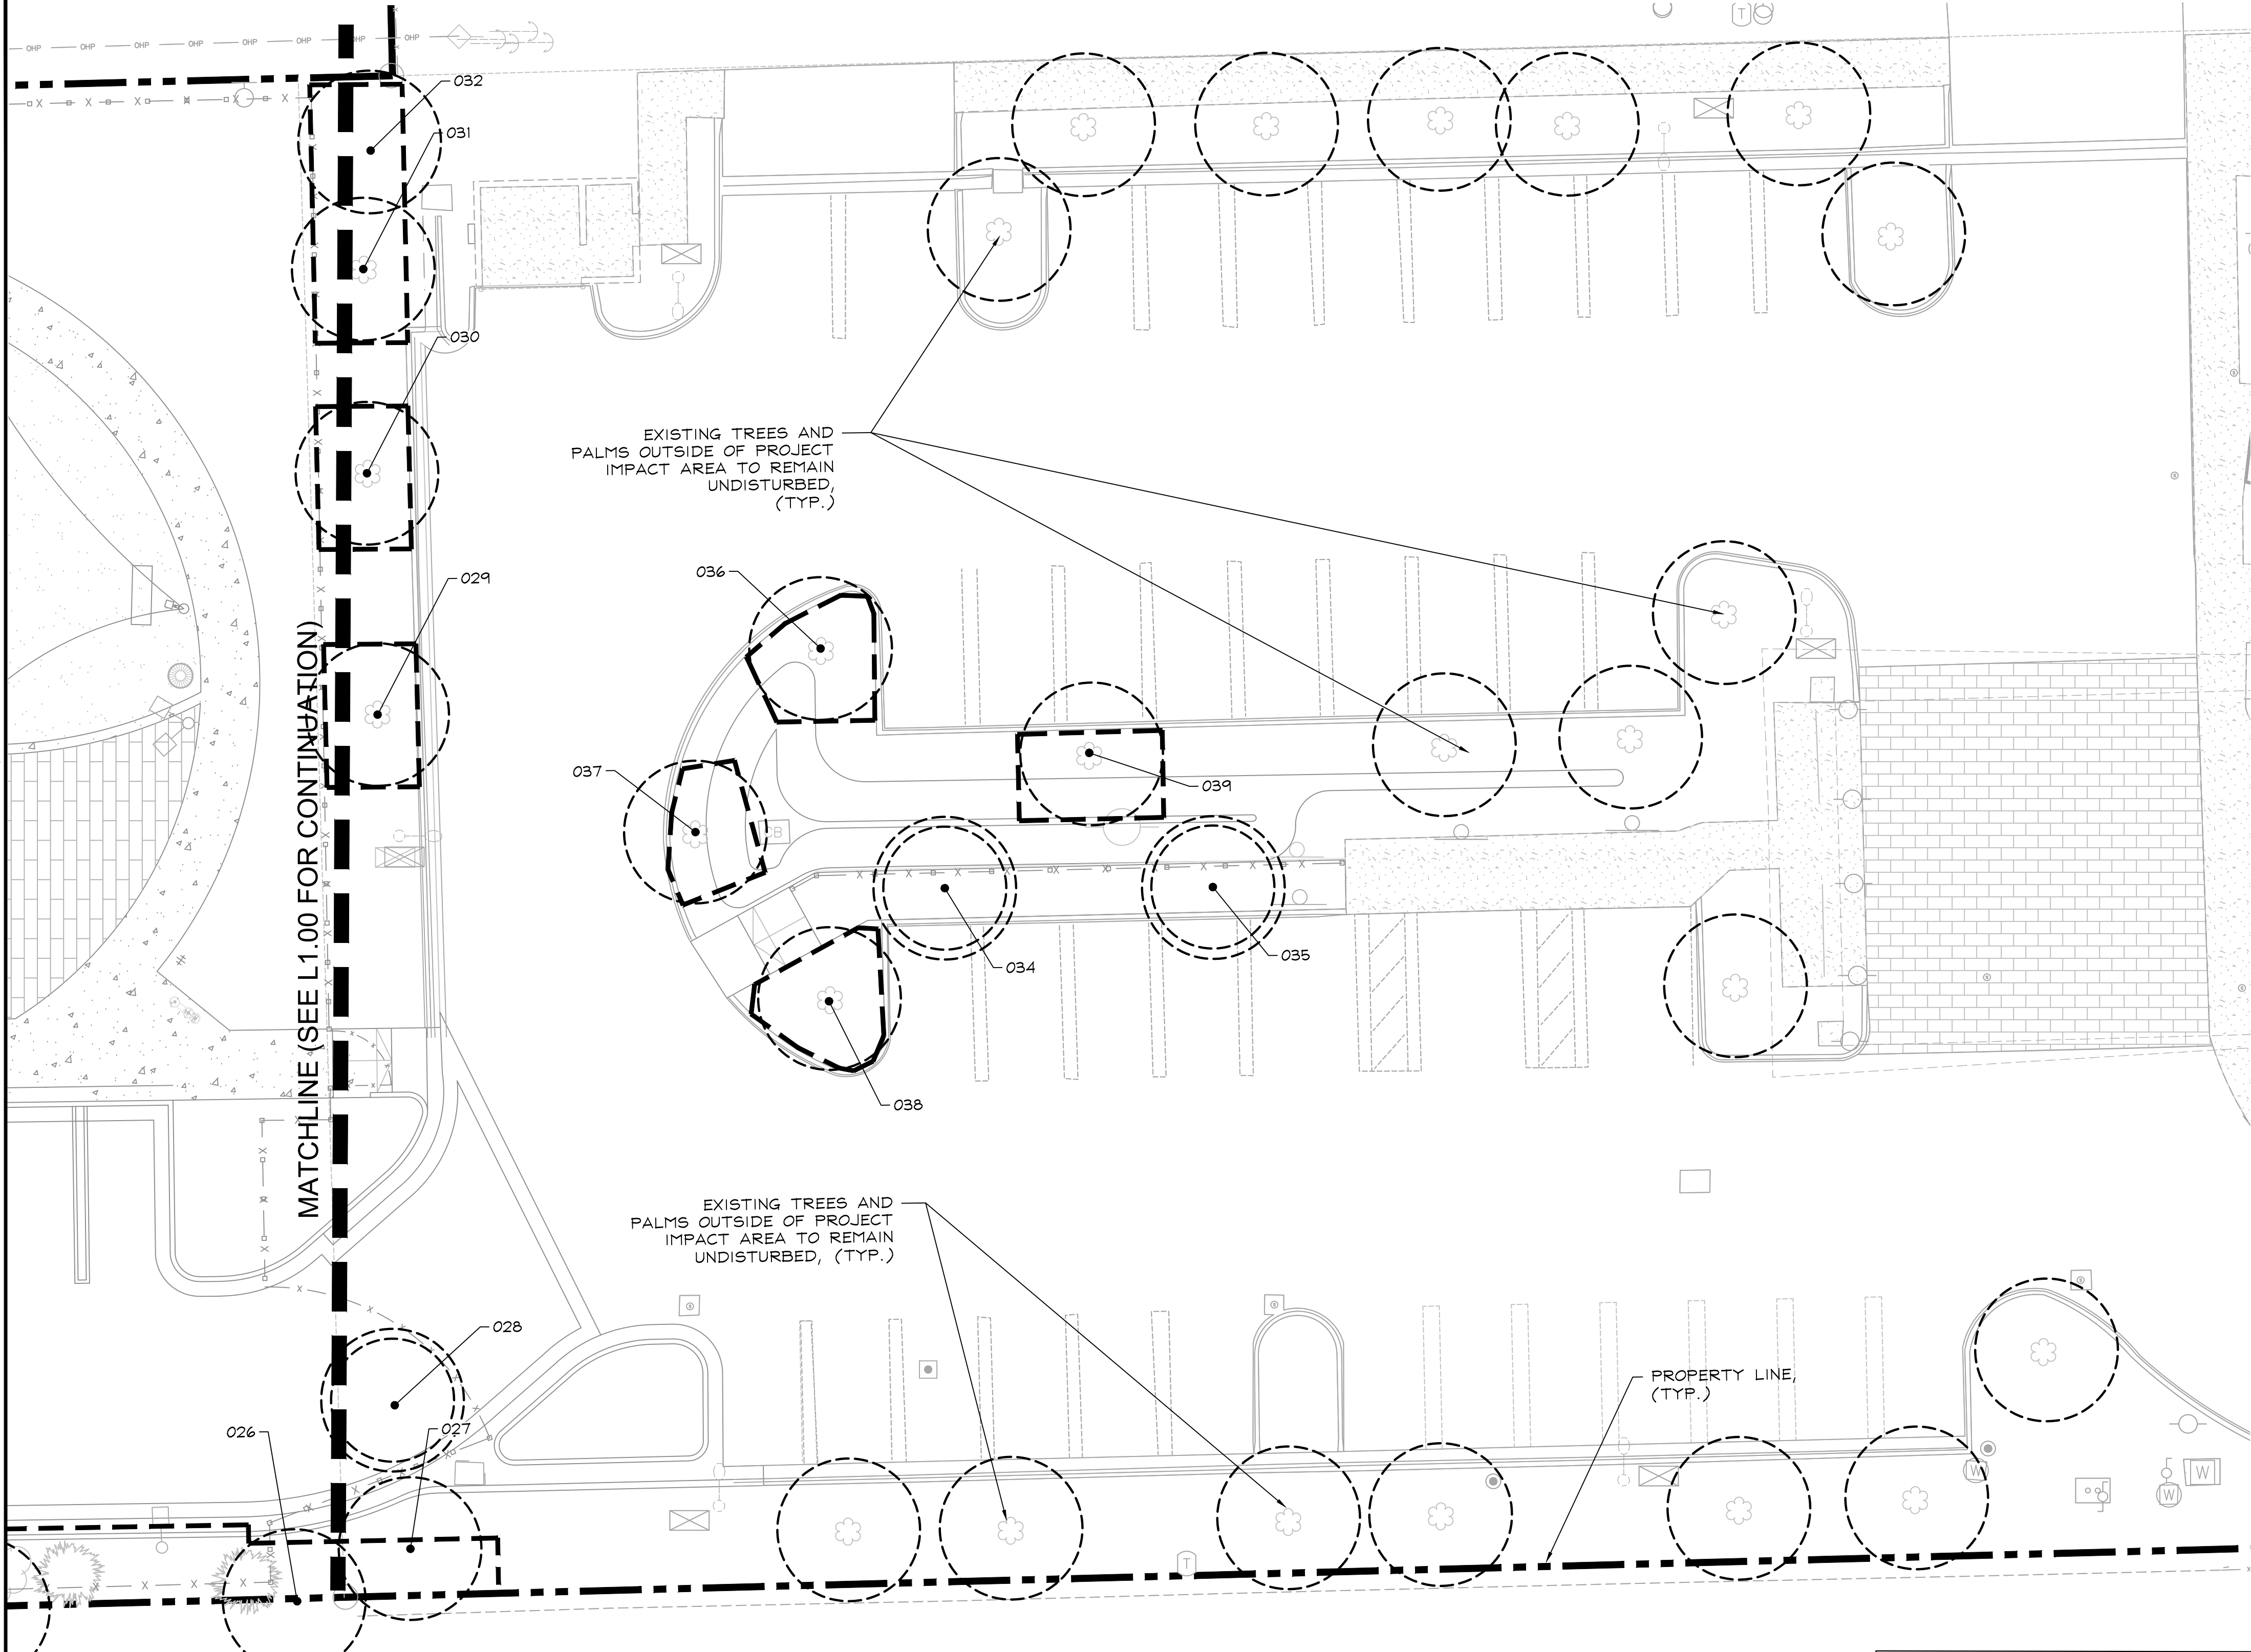 OHP OHP OHP OHP OHP OHP OHP OHP
T
032
031
030
EXISTING TREES AND
PALMS OUTSIDE OF PROJECT
IMPACT AREA TO REMAIN
UNDISTURBED,
(TYP.)
029
036
037
CB
039
034
035
038
MATCHLINE (SEE L1.00 FOR CONTINUATION)
EXISTING TREES AND
PALMS OUTSIDE OF PROJECT
IMPACT AREA TO REMAIN
UNDISTURBED, (TYP.)
028
PROPERTY LINE,
(TYP.)
026
027
W
W
W
T